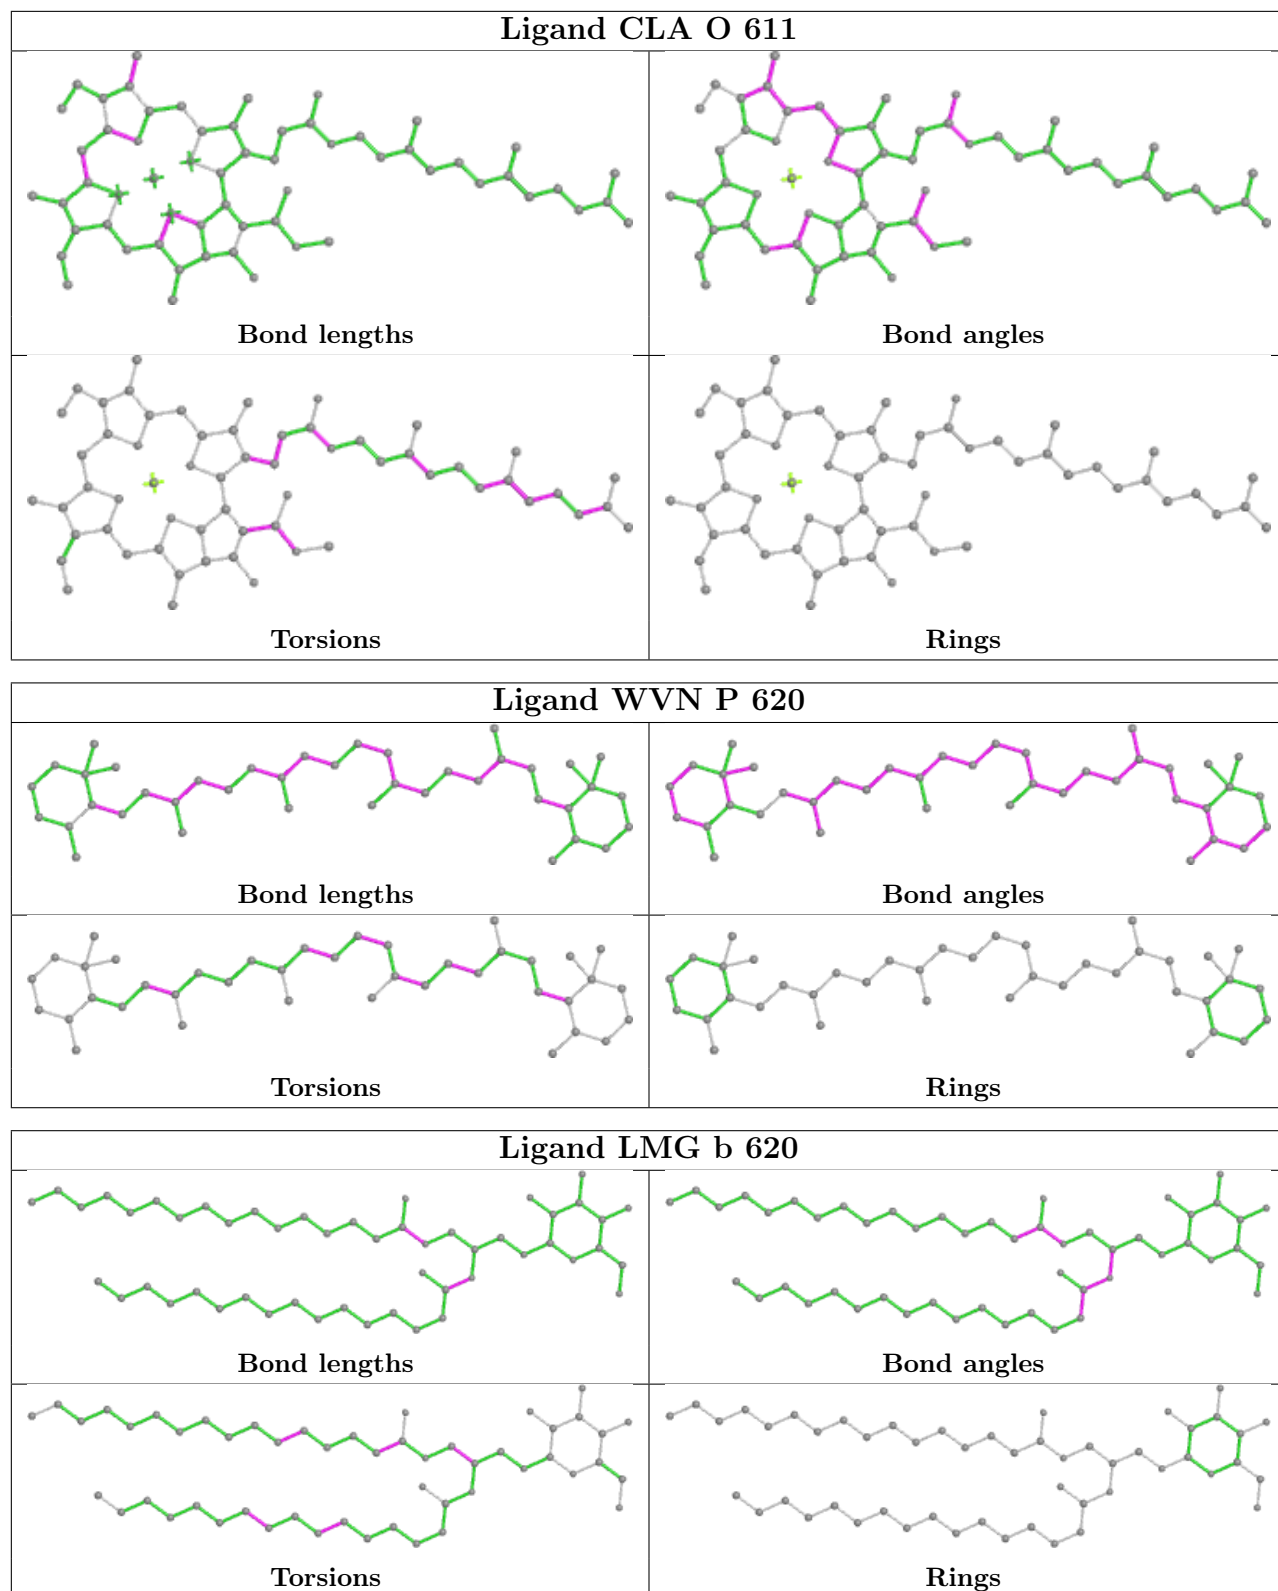 Ligand CLA O 611
Bond lengths
Bond angles
Torsions
Rings
Ligand WVN P 620
Bond lengths
Bond angles
Torsions
Rings
Ligand LMG b 620
Bond lengths
Bond angles
Torsions
Rings